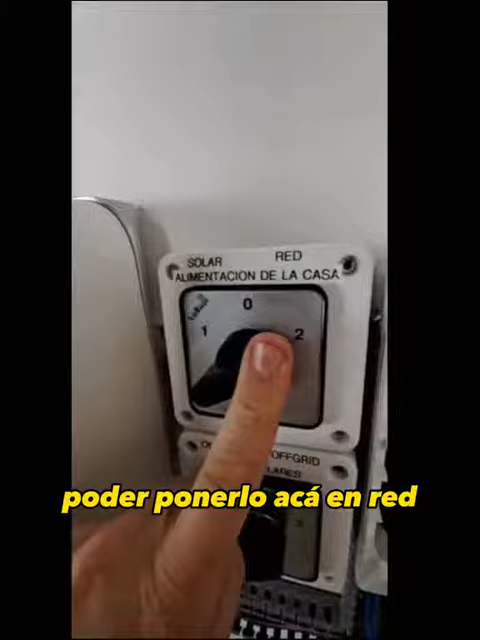 SOLAR RED
ALIMENTACION DE LA CASA
0
1 2
OFFGRID
poder ponerlo acá en red